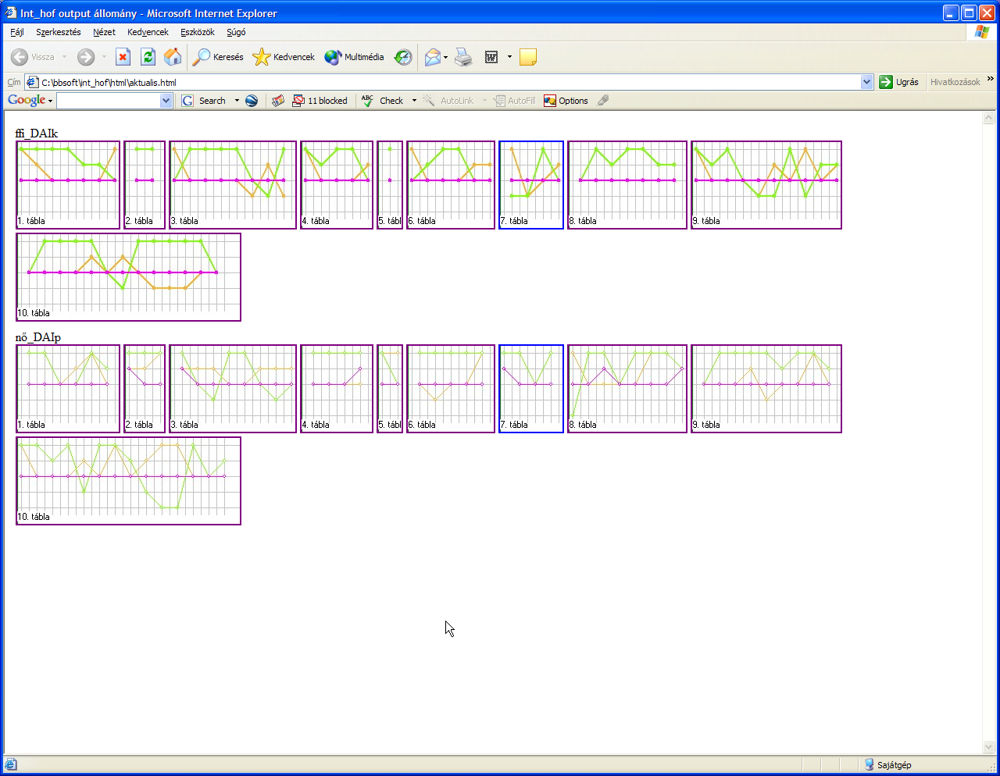 Int_hof output állomány - Microsoft Internet Explorer
Fájl Szerkesztés Nézet Kedvencek Eszközök Súgó
Vissza Keresés Kedvencek Multimédia
Cím C:\bbsoft\int_hof\html\aktualis.html Ugrás Hivatkozások »
Google Search 11 blocked ABC Check AutoLink AutoFill Options
ffi_DAIk
1. tábla 2. tábla 3. tábla 4. tábla 5. tábl 6. tábla 7. tábla 8. tábla 9. tábla
10. tábla
nő_DAIp
1. tábla 2. tábla 3. tábla 4. tábla 5. tábl 6. tábla 7. tábla 8. tábla 9. tábla
10. tábla
Sajátgép